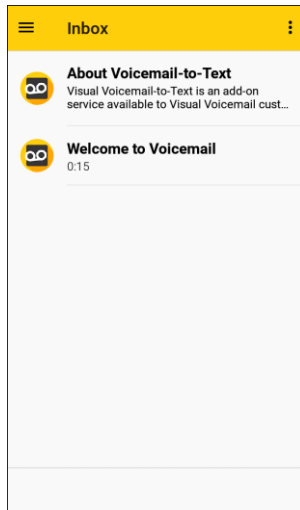 Inbox
About Voicemail-to-Text
Visual Voicemail-to-Text is an add-on
service available to Visual Voicemail cust...
Welcome to Voicemail
0:15